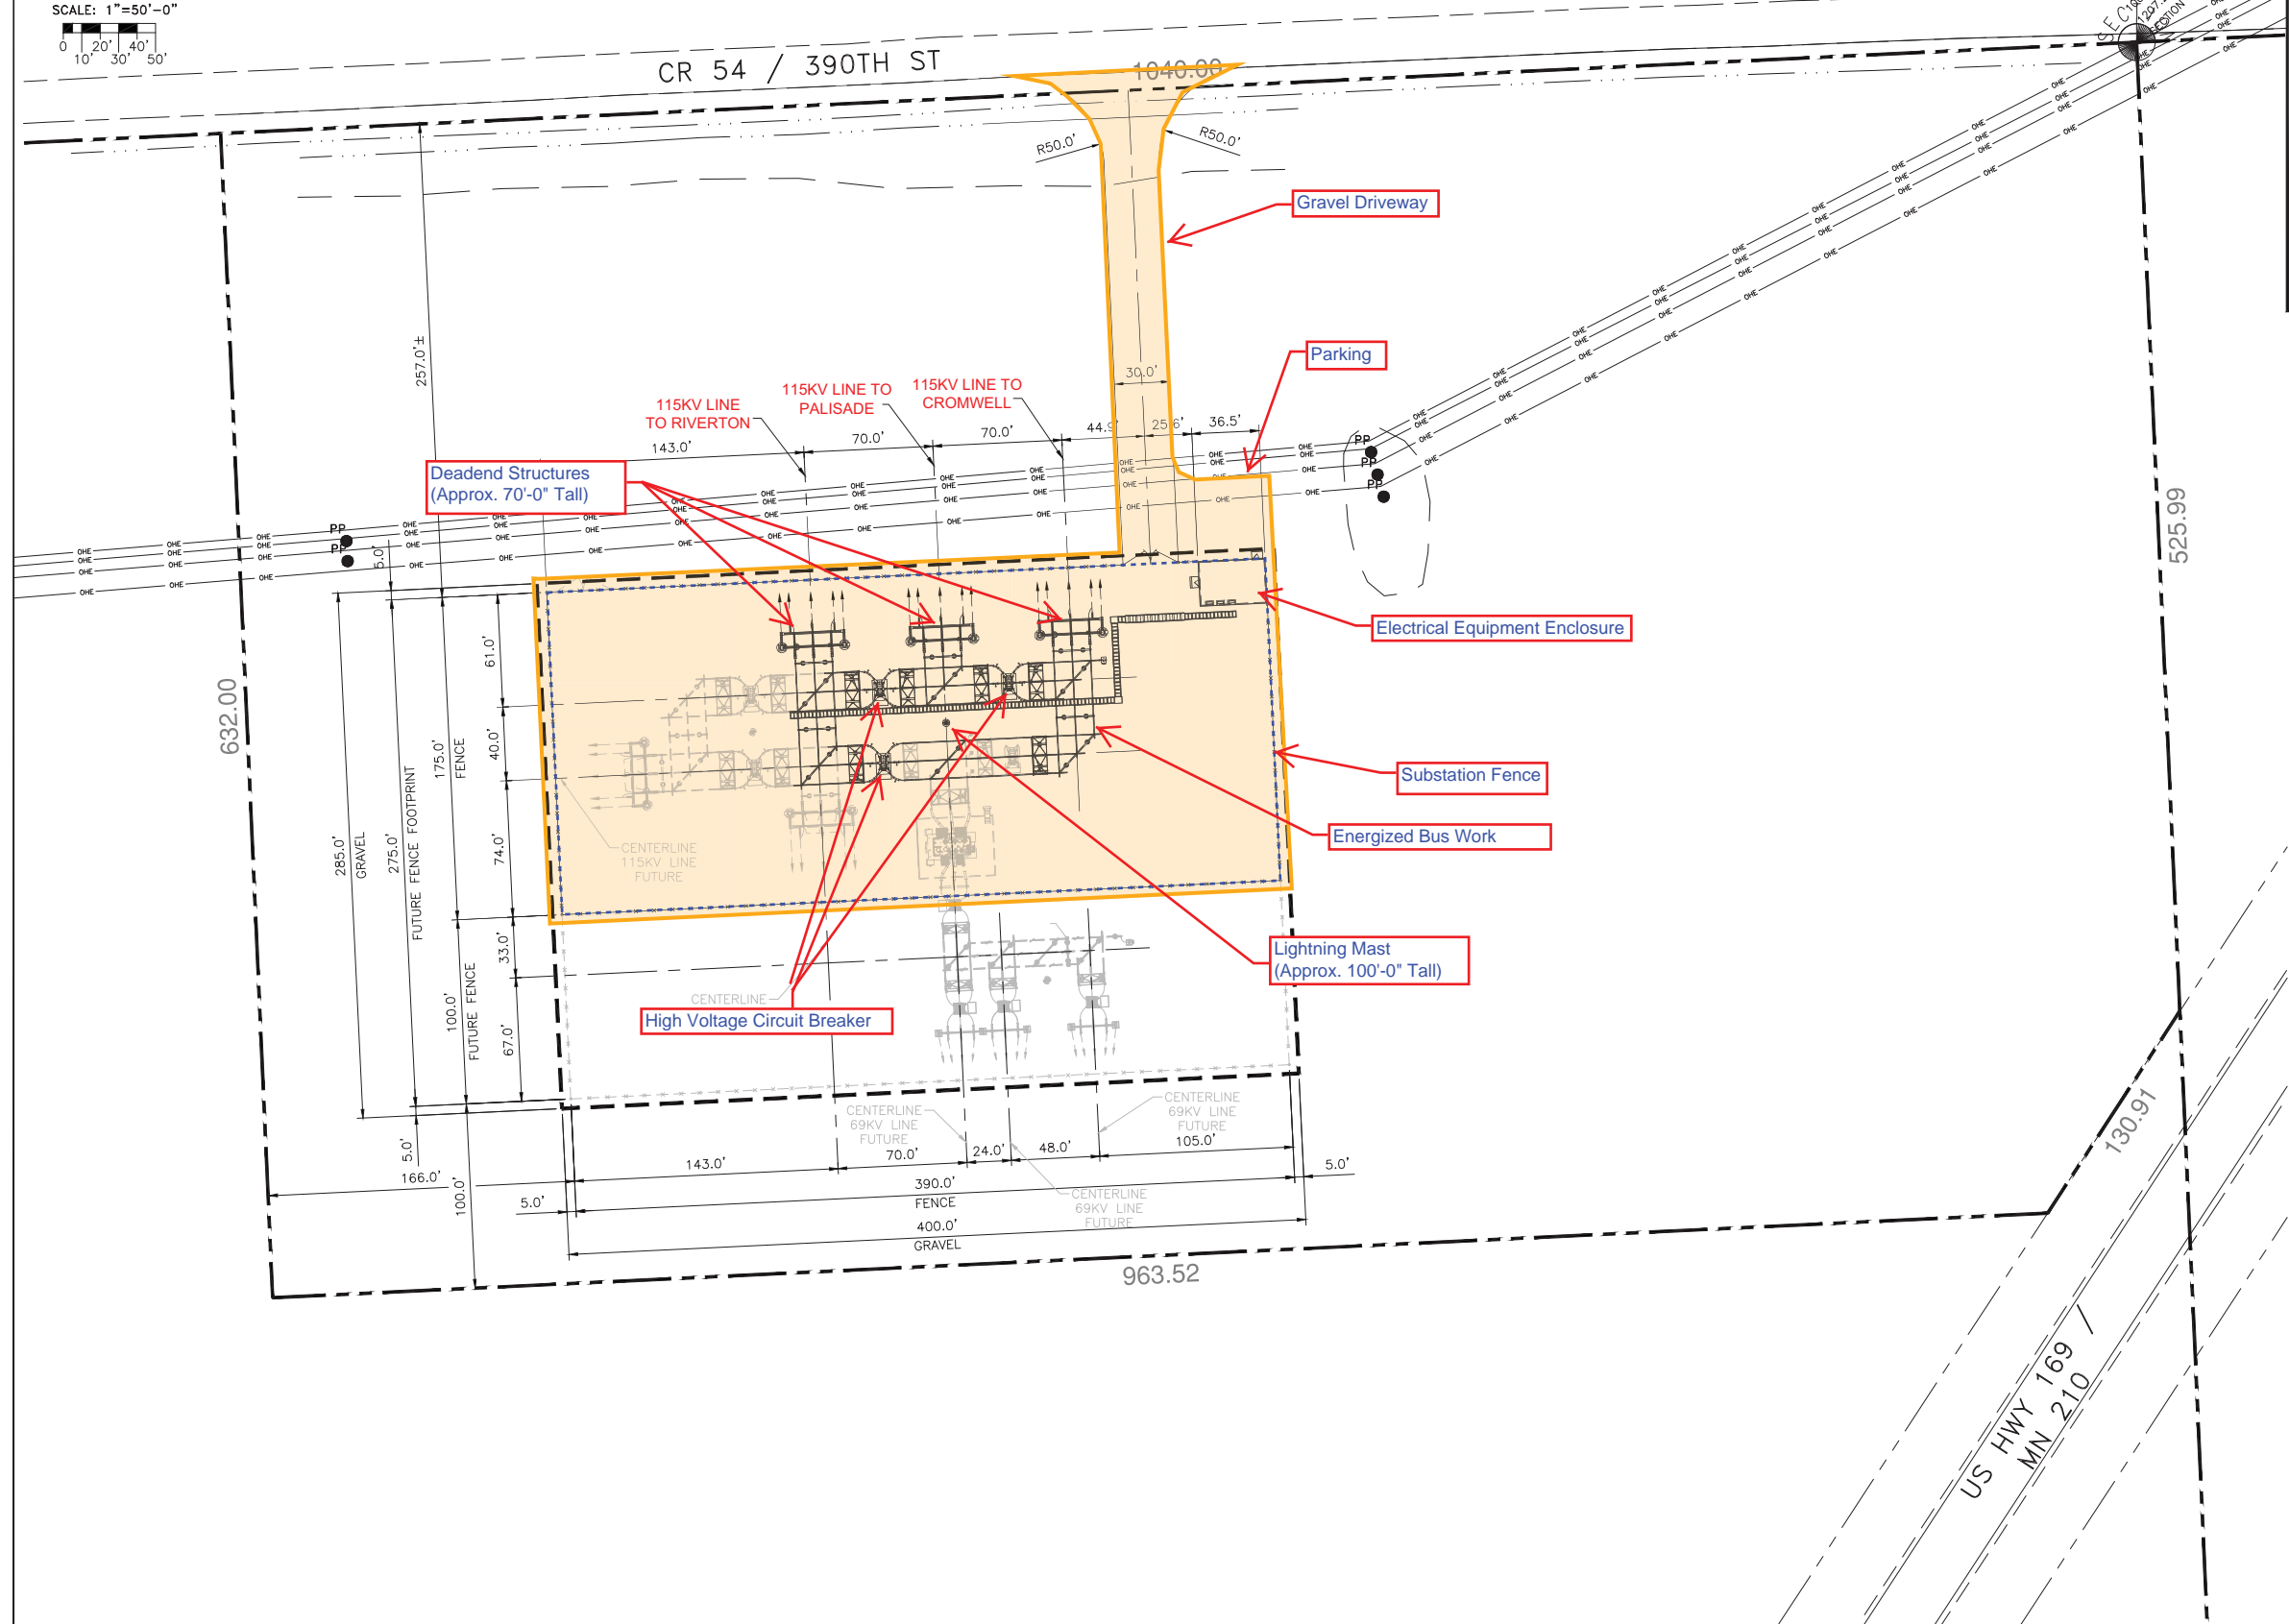 SCALE: 1"=50'-0"
0 20' 40'
10' 30' 50'
CR 54 / 390TH ST
1040.00
SEC
R50.0'
R50.0'
Gravel Driveway
257.0'±
Parking
30.0'
115KV LINE
TO RIVERTON
115KV LINE TO
PALISADE
115KV LINE TO
CROMWELL
143.0'
70.0'
70.0'
44.9'
25.6'
36.5'
Deadend Structures
(Approx. 70'-0" Tall)
PP
PP
PP
PP
PP
OHE
OHE
OHE
OHE
5.0'
525.99
632.00
Electrical Equipment Enclosure
61.0'
40.0'
74.0'
33.0'
67.0'
175.0'
FENCE
275.0'
FUTURE FENCE FOOTPRINT
285.0'
GRAVEL
100.0'
FUTURE FENCE
Substation Fence
Energized Bus Work
CENTERLINE
115KV LINE
FUTURE
Lightning Mast
(Approx. 100'-0" Tall)
CENTERLINE
High Voltage Circuit Breaker
CENTERLINE
69KV LINE
FUTURE
CENTERLINE
69KV LINE
FUTURE
CENTERLINE
69KV LINE
FUTURE
5.0'
166.0'
100.0'
143.0'
70.0'
24.0'
48.0'
105.0'
5.0'
5.0'
390.0'
FENCE
400.0'
GRAVEL
963.52
130.91
US HWY 169 /
MN 210